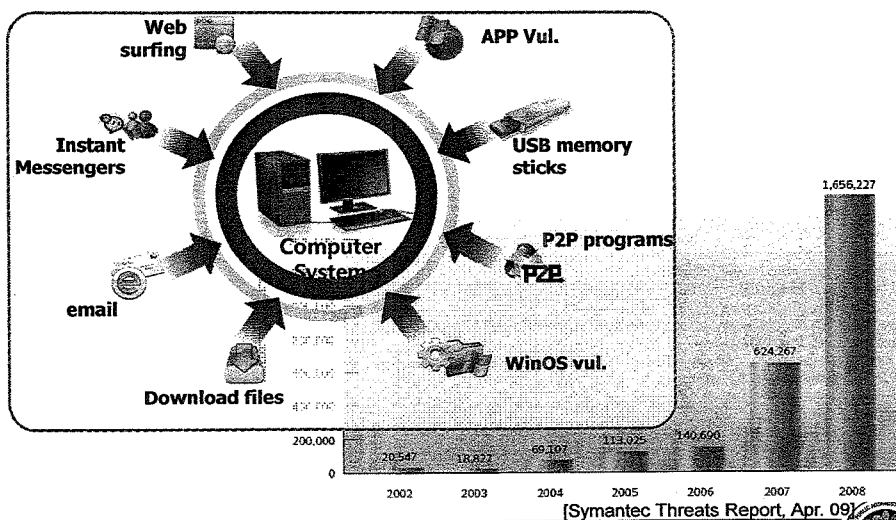 Web
surfing
APP Vul.
Instant
Messengers
USB memory
sticks
Computer
System
P2P programs
P2P
email
WinOS vul.
Download files
1,656,227
624,267
200,000
20,547
18,827
69,107
113,025
140,690
0
2002 2003 2004 2005 2006 2007 2008
[Symantec Threats Report, Apr. 09]